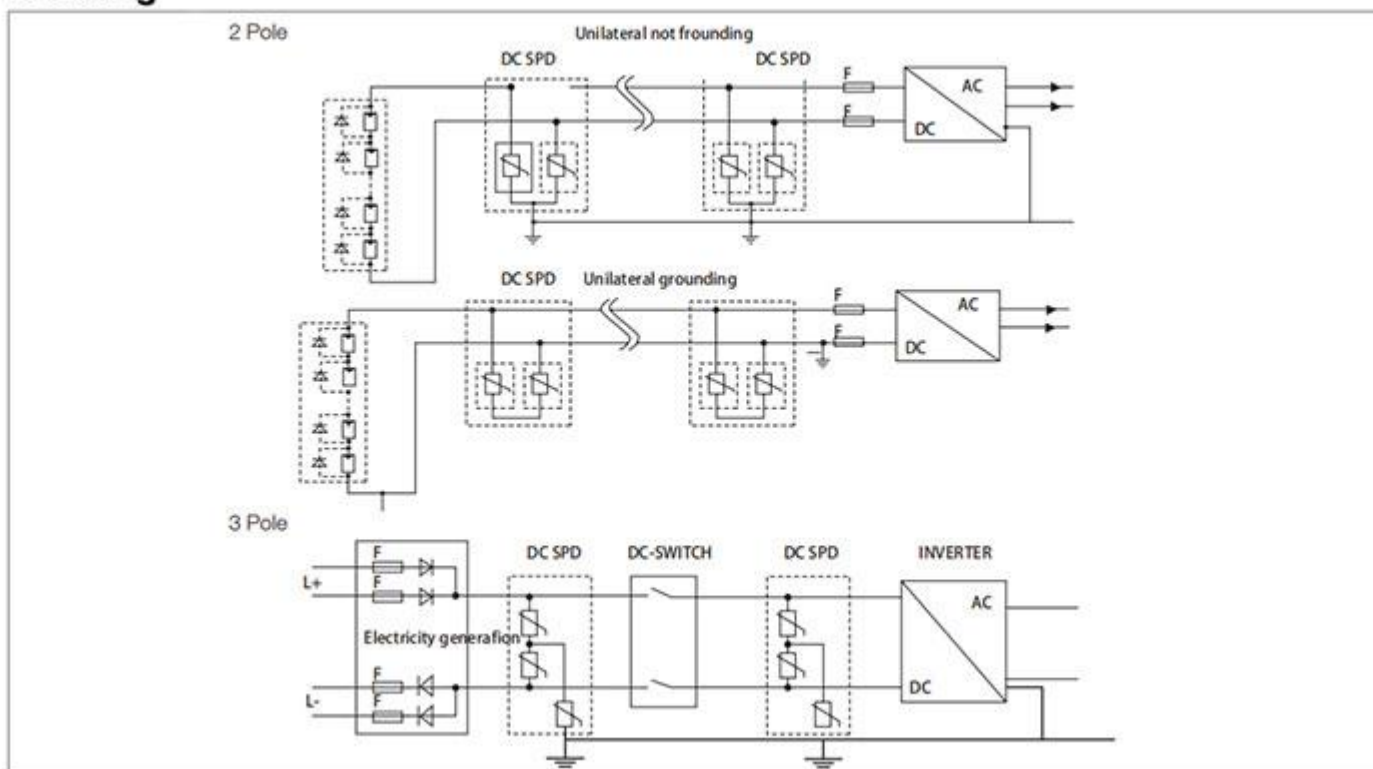 2 Pole
Unilateral not frounding
DC SPD
DC SPD
F
AC
F
DC
DC SPD
Unilateral grounding
F
AC
F
DC
3 Pole
F
DC SPD
DC-SWITCH
DC SPD
INVERTER
L+
F
AC
Electricity generafion
F
DC
L-
F